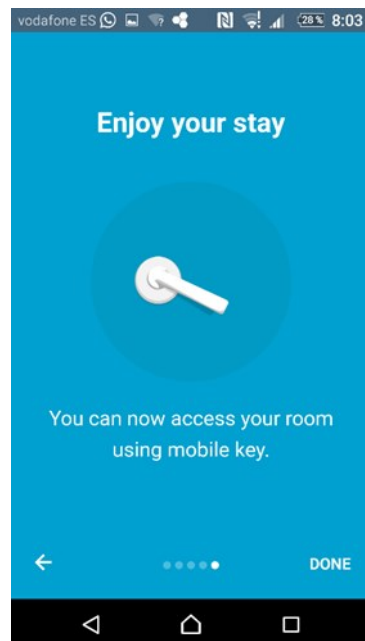 vodafone ES 28% 8:03
Enjoy your stay
You can now access your room
using mobile key.
DONE